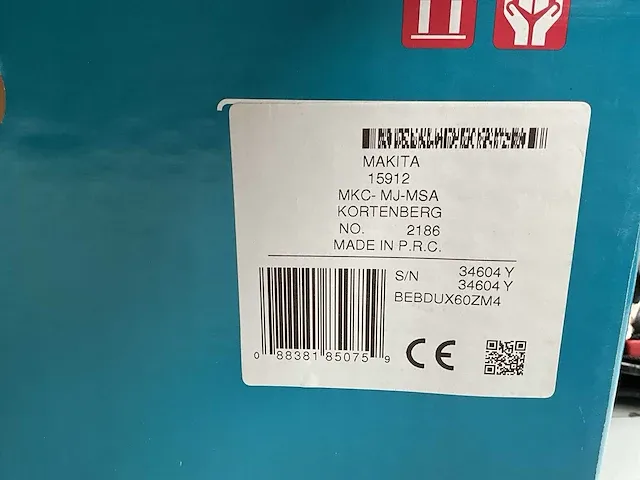 MAKITA
15912
MKC- MJ-MSA
KORTENBERG
NO. 2186
MADE IN P.R.C.
S/N 34604 Y
34604 Y
BEBDUX60ZM4
0 88381 85075 9
CE